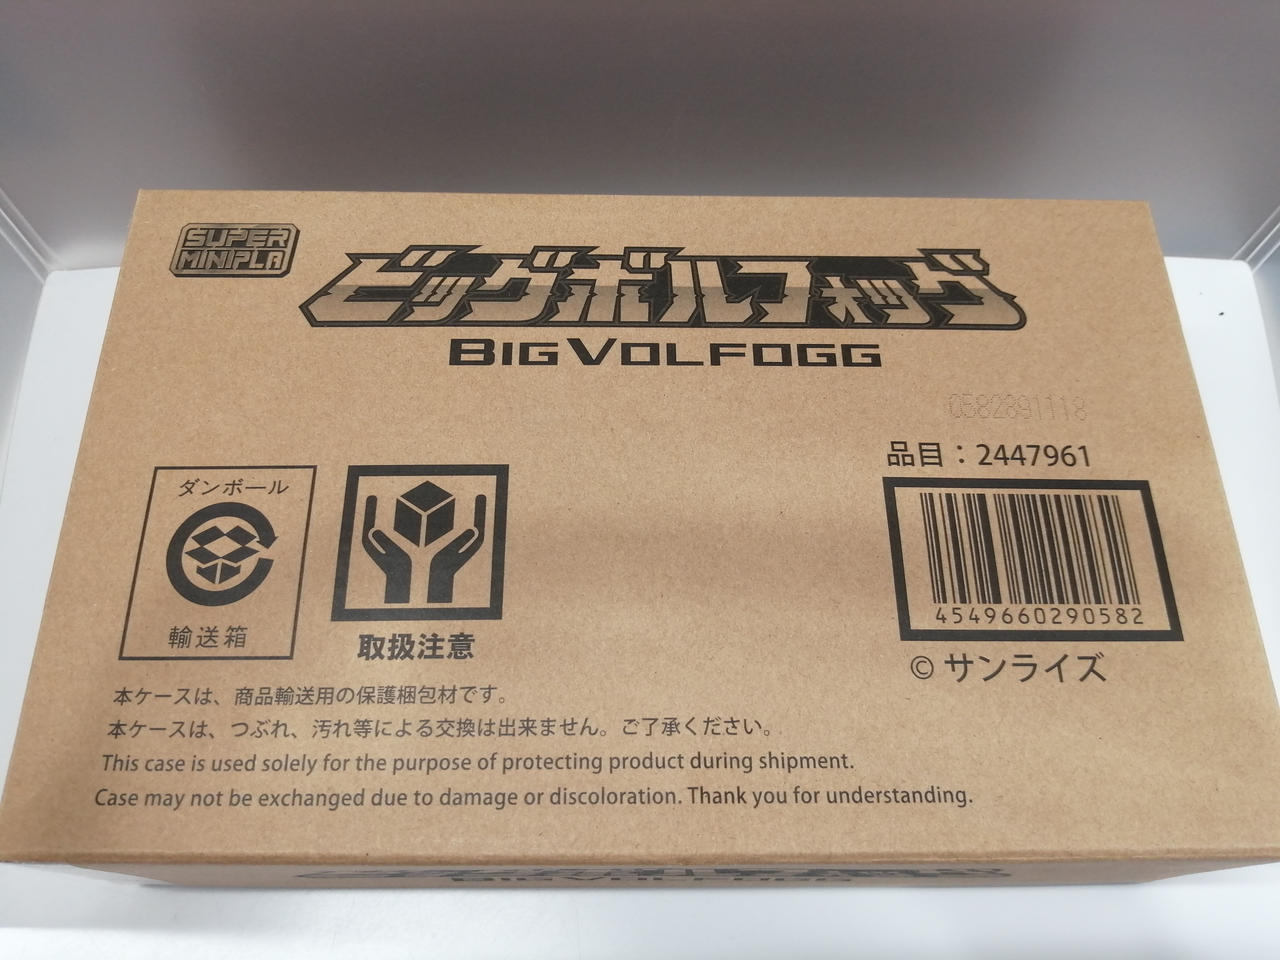 SUPER
MINIPLA
ビッグボルフォッグ
BIG VOLFOGG
0582891118
品目：2447961
ダンボール
輸送箱
取扱注意
4549660290582
© サンライズ
本ケースは、商品輸送用の保護梱包材です。
本ケースは、つぶれ、汚れ等による交換は出来ません。ご了承ください。
This case is used solely for the purpose of protecting product during shipment.
Case may not be exchanged due to damage or discoloration. Thank you for understanding.
BIG VOLFOGG